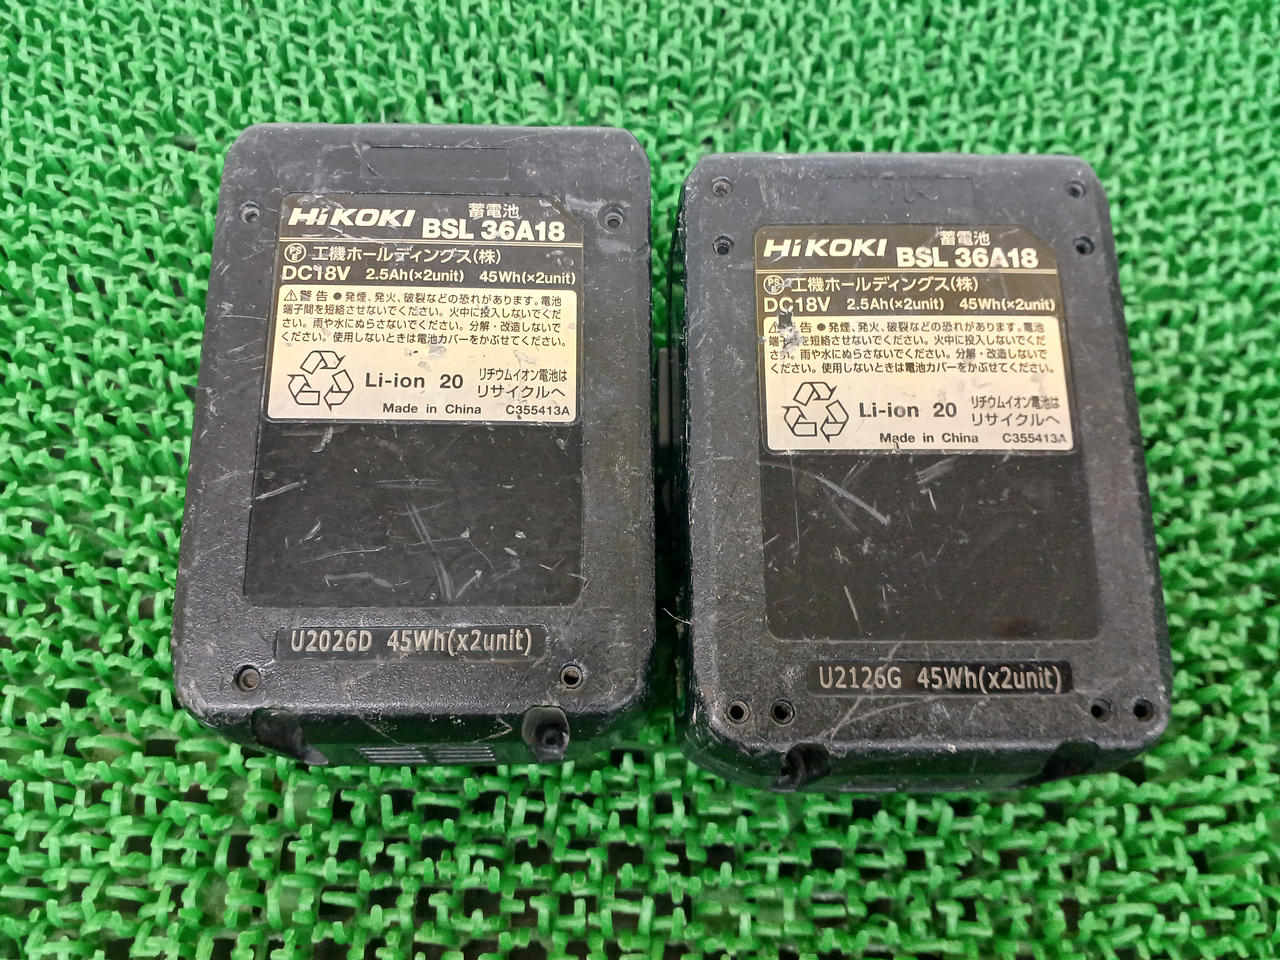 HiKOKI 蓄電池
BSL 36A18
PSE 工機ホールディングス(株)
DC18V 2.5Ah(×2unit) 45Wh(×2unit)
⚠警告 ●発煙、発火、破裂などの恐れがあります。電池
端子間を短絡させないでください。火中に投入しないでくだ
さい。雨や水にぬらさないでください。分解・改造しないで
ください。使用しないときは電池カバーをかぶせてください。
Li-ion 20 リチウムイオン電池は
リサイクルへ
Made in China C355413A
U2026D 45Wh(x2unit)
HiKOKI 蓄電池
BSL 36A18
PSE 工機ホールディングス(株)
DC18V 2.5Ah(×2unit) 45Wh(×2unit)
告 ●発煙、発火、破裂などの恐れがあります。電池
端子間を短絡させないでください。火中に投入しないでくだ
さい。雨や水にぬらさないでください。分解・改造しないで
ください。使用しないときは電池カバーをかぶせてください。
Li-ion 20 リチウムイオン電池は
リサイクルへ
Made in China C355413A
U2126G 45Wh(x2unit)